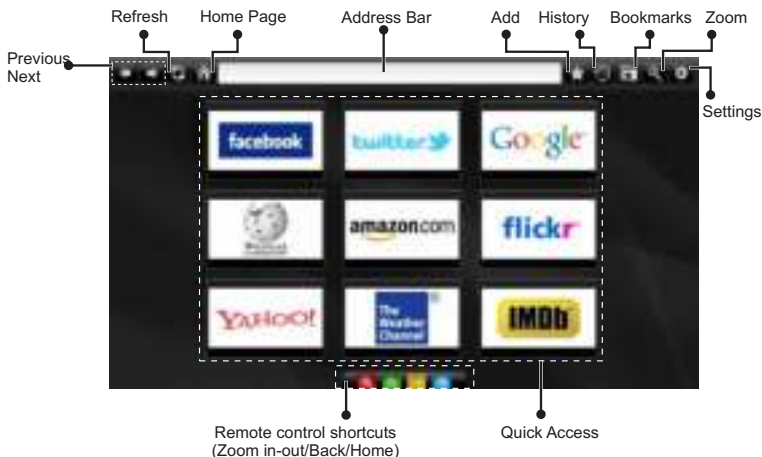 Refresh Home Page Address Bar Add History Bookmarks Zoom
Previous
Next
Settings
facebook twitter Google
amazon.com flickr
YAHOO! The Weather Channel IMDb
Remote control shortcuts
(Zoom in-out/Back/Home)
Quick Access